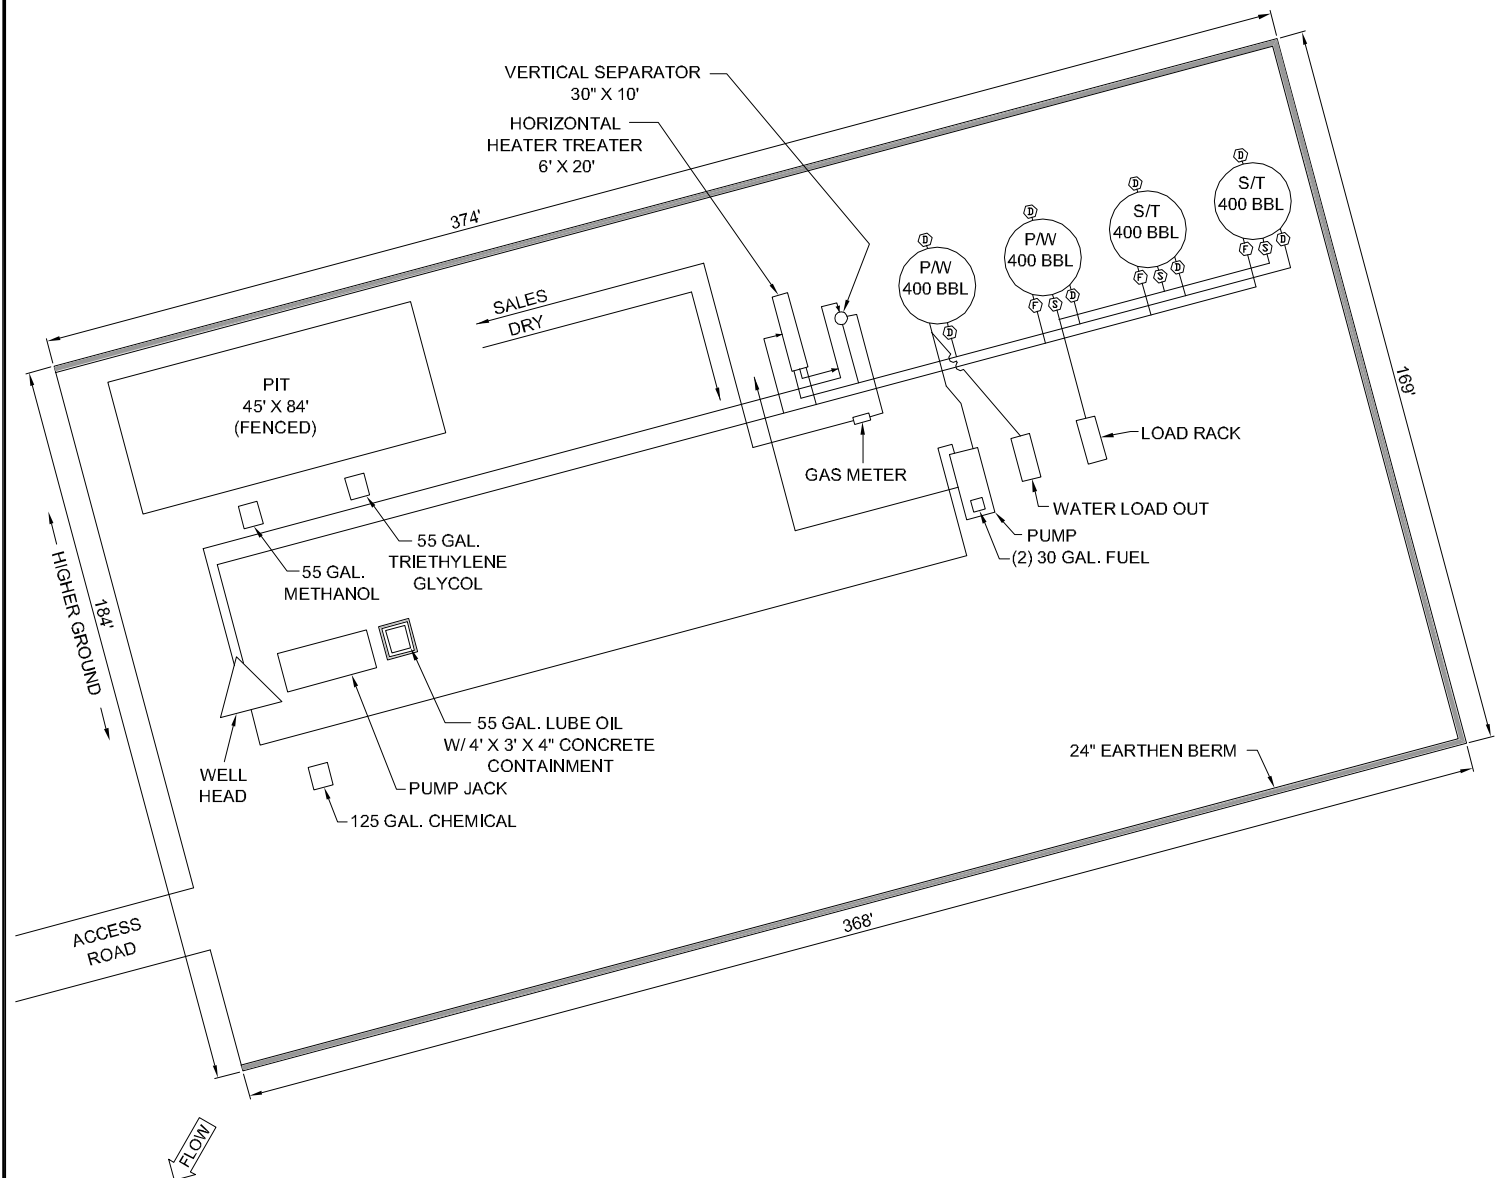 VERTICAL SEPARATOR
30" X 10'
HORIZONTAL
HEATER TREATER
6' X 20'
374'
D
S/T
400 BBL
F
S
D
D
S/T
400 BBL
F
S
D
D
P/W
400 BBL
F
S
D
D
P/W
400 BBL
D
SALES
DRY
PIT
45' X 84'
(FENCED)
169'
LOAD RACK
GAS METER
WATER LOAD OUT
PUMP
(2) 30 GAL. FUEL
55 GAL.
TRIETHYLENE
GLYCOL
55 GAL.
METHANOL
HIGHER GROUND
184'
55 GAL. LUBE OIL
W/ 4' X 3' X 4" CONCRETE
CONTAINMENT
WELL
HEAD
PUMP JACK
125 GAL. CHEMICAL
24" EARTHEN BERM
368'
ACCESS
ROAD
FLOW